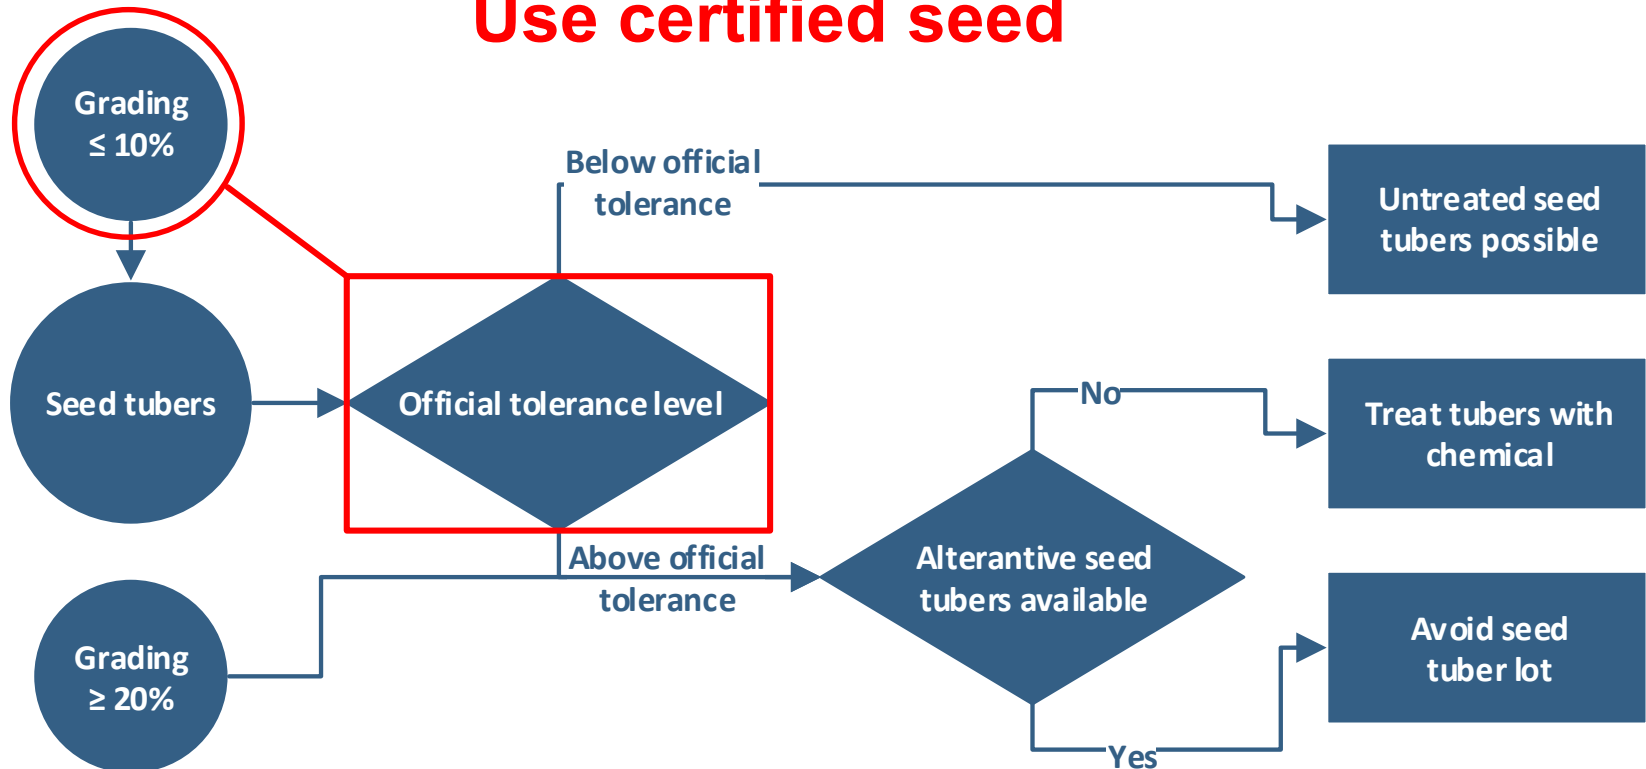 Use certified seed
Grading
≤ 10%
Below official
tolerance
Untreated seed
tubers possible
Seed tubers
Official tolerance level
No
Treat tubers with
chemical
Above official
tolerance
Alterantive seed
tubers available
Avoid seed
tuber lot
Grading
≥ 20%
Yes